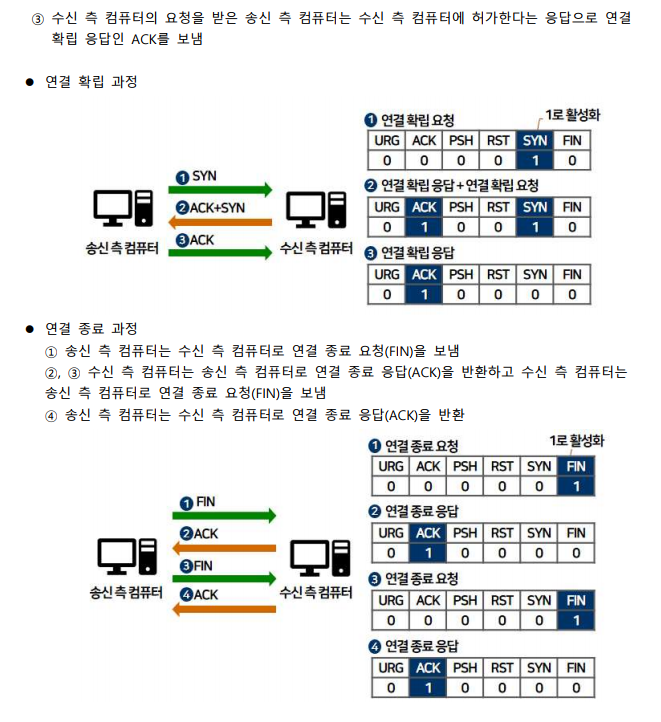 ③ 수신 측 컴퓨터의 요청을 받은 송신 측 컴퓨터는 수신 측 컴퓨터에 허가한다는 응답으로 연결
확립 응답인 ACK를 보냄
● 연결 확립 과정
1 SYN
2 ACK+SYN
3 ACK
송신 측 컴퓨터
수신 측 컴퓨터
1 연결 확립 요청
1로 활성화
URG ACK PSH RST SYN FIN
0 0 0 0 1 0
2 연결 확립 응답 + 연결 확립 요청
URG ACK PSH RST SYN FIN
0 1 0 0 1 0
3 연결 확립 응답
URG ACK PSH RST SYN FIN
0 1 0 0 0 0
● 연결 종료 과정
① 송신 측 컴퓨터는 수신 측 컴퓨터로 연결 종료 요청(FIN)을 보냄
②, ③ 수신 측 컴퓨터는 송신 측 컴퓨터로 연결 종료 응답(ACK)을 반환하고 수신 측 컴퓨터는
송신 측 컴퓨터로 연결 종료 요청(FIN)을 보냄
④ 송신 측 컴퓨터는 수신 측 컴퓨터로 연결 종료 응답(ACK)을 반환
1 FIN
2 ACK
3 FIN
4 ACK
송신 측 컴퓨터
수신 측 컴퓨터
1 연결 종료 요청
1로 활성화
URG ACK PSH RST SYN FIN
0 0 0 0 0 1
2 연결 종료 응답
URG ACK PSH RST SYN FIN
0 1 0 0 0 0
3 연결 종료 요청
URG ACK PSH RST SYN FIN
0 0 0 0 0 1
4 연결 종료 응답
URG ACK PSH RST SYN FIN
0 1 0 0 0 0